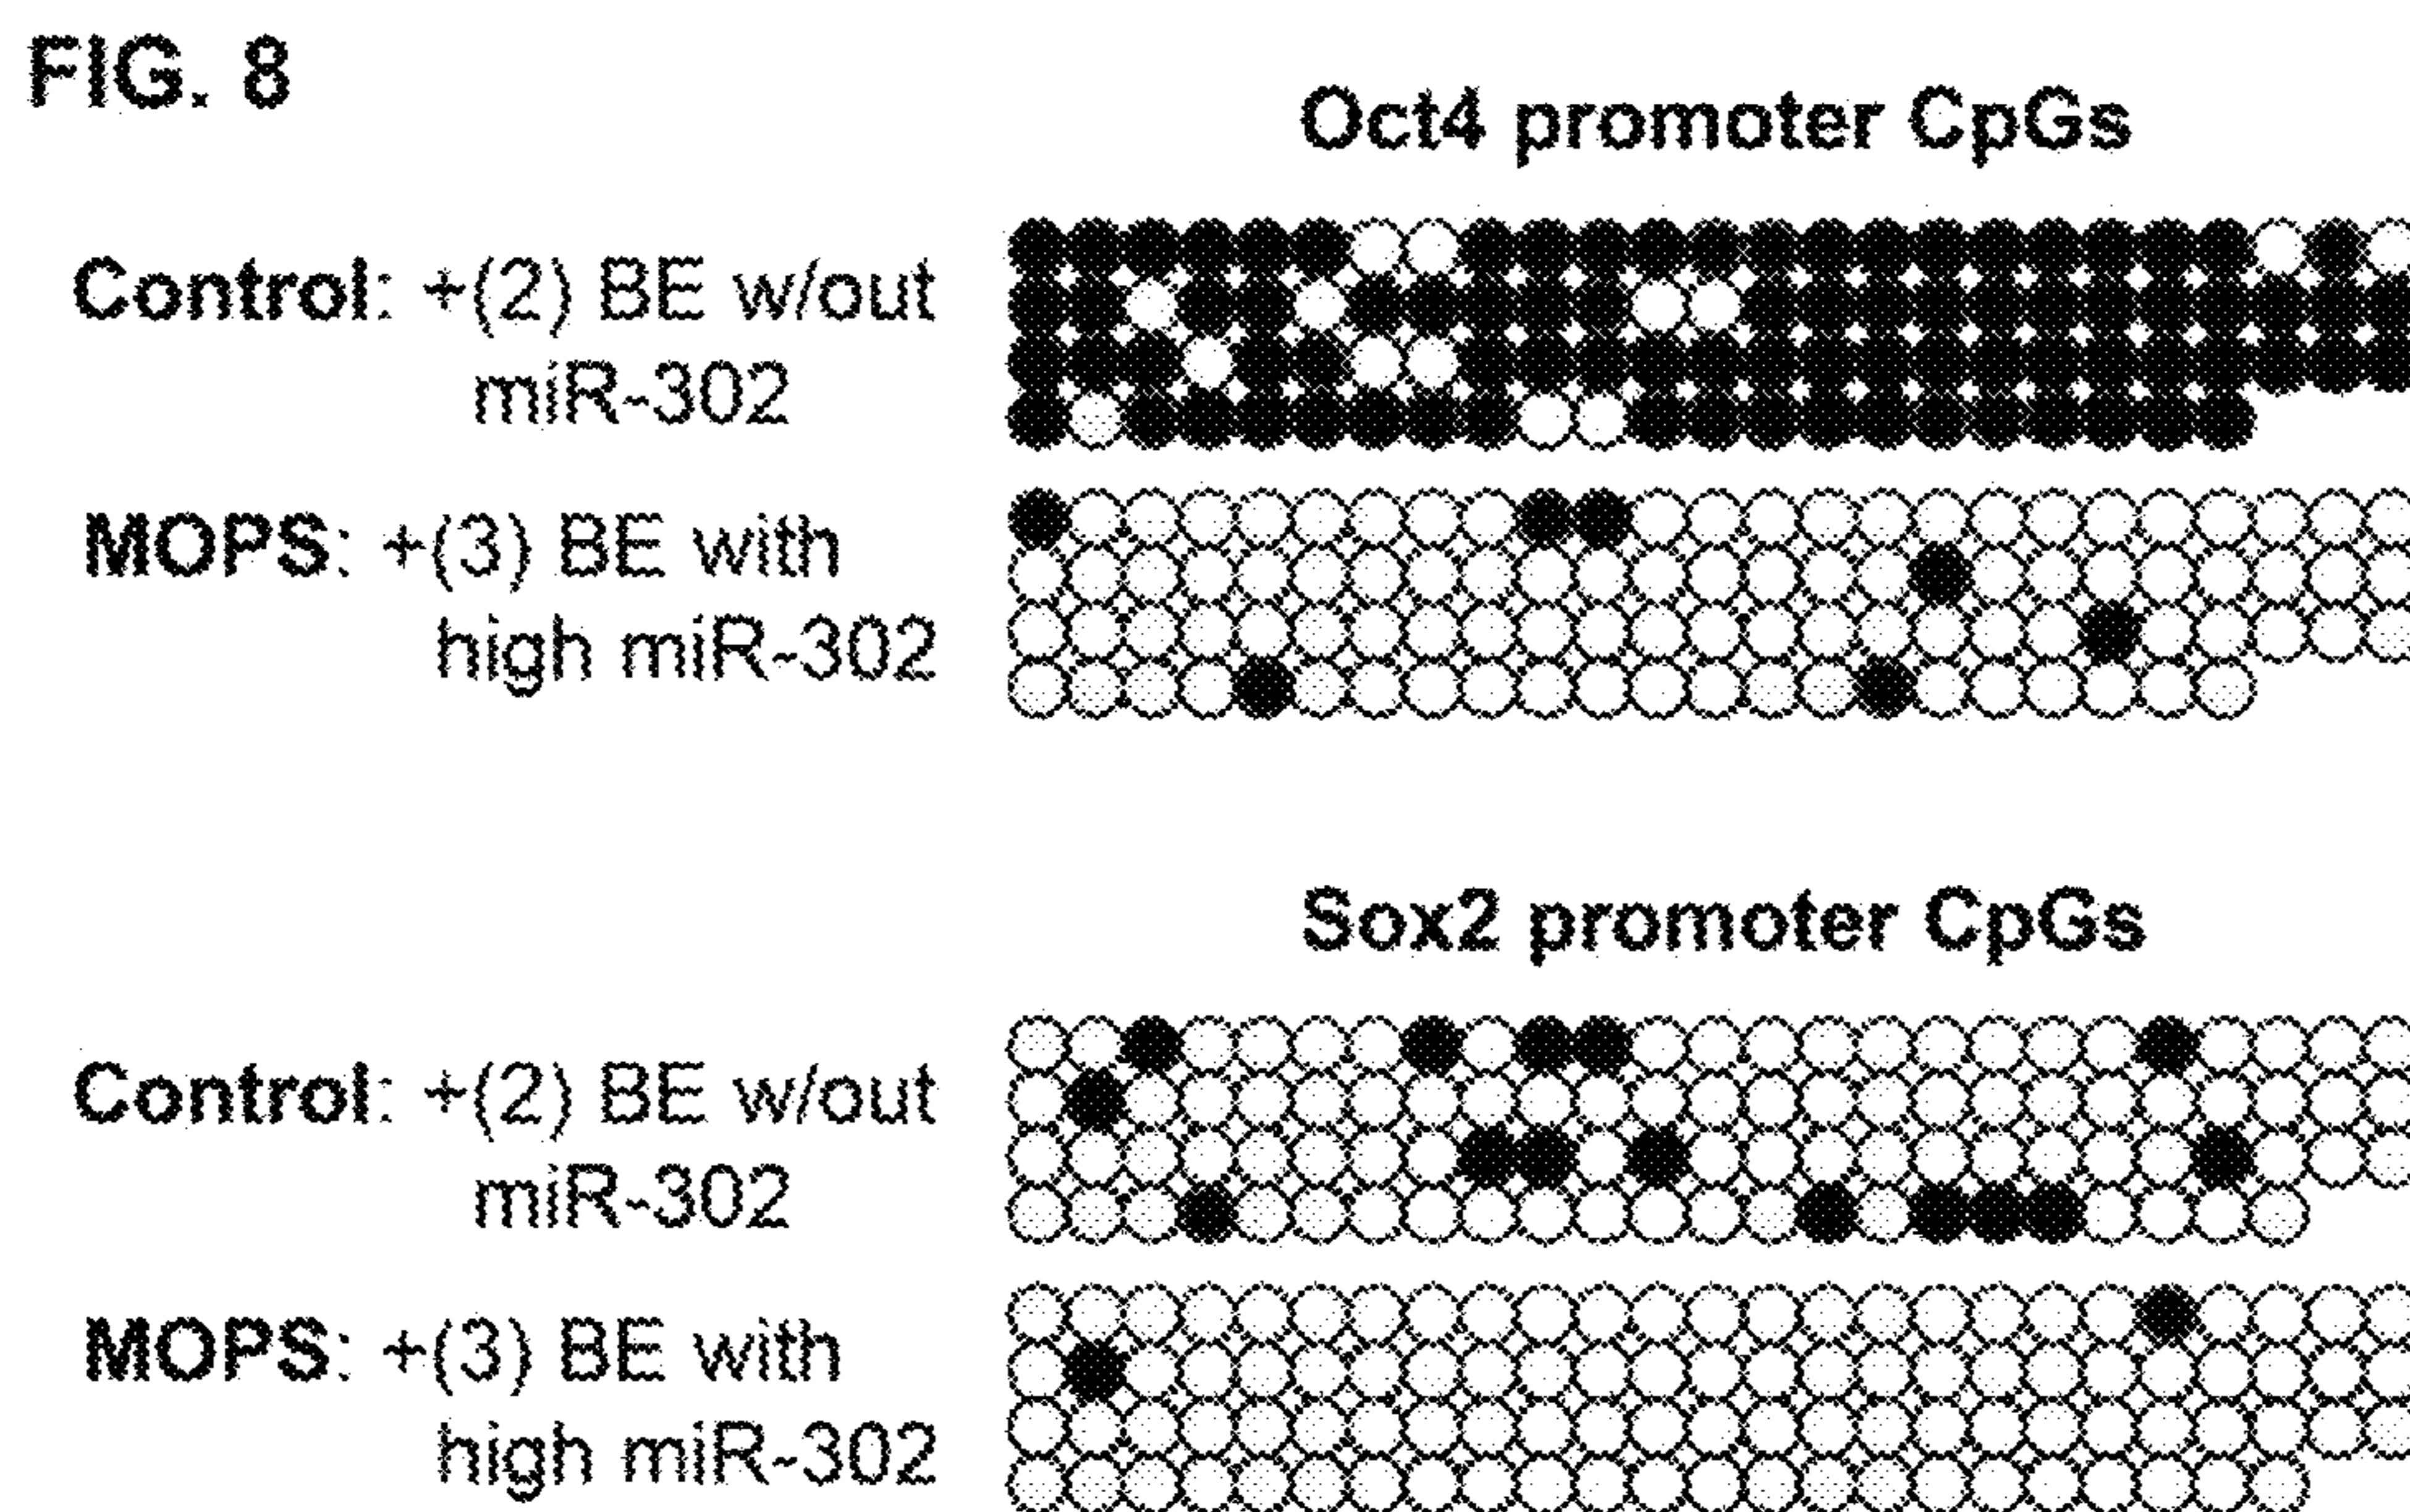 FIG. 8
Oct4 promoter CpGs
Control: +(2) BE w/out
miR-302
MOPS: +(3) BE with
high miR-302
Sox2 promoter CpGs
Control: +(2) BE w/out
miR-302
MOPS: +(3) BE with
high miR-302